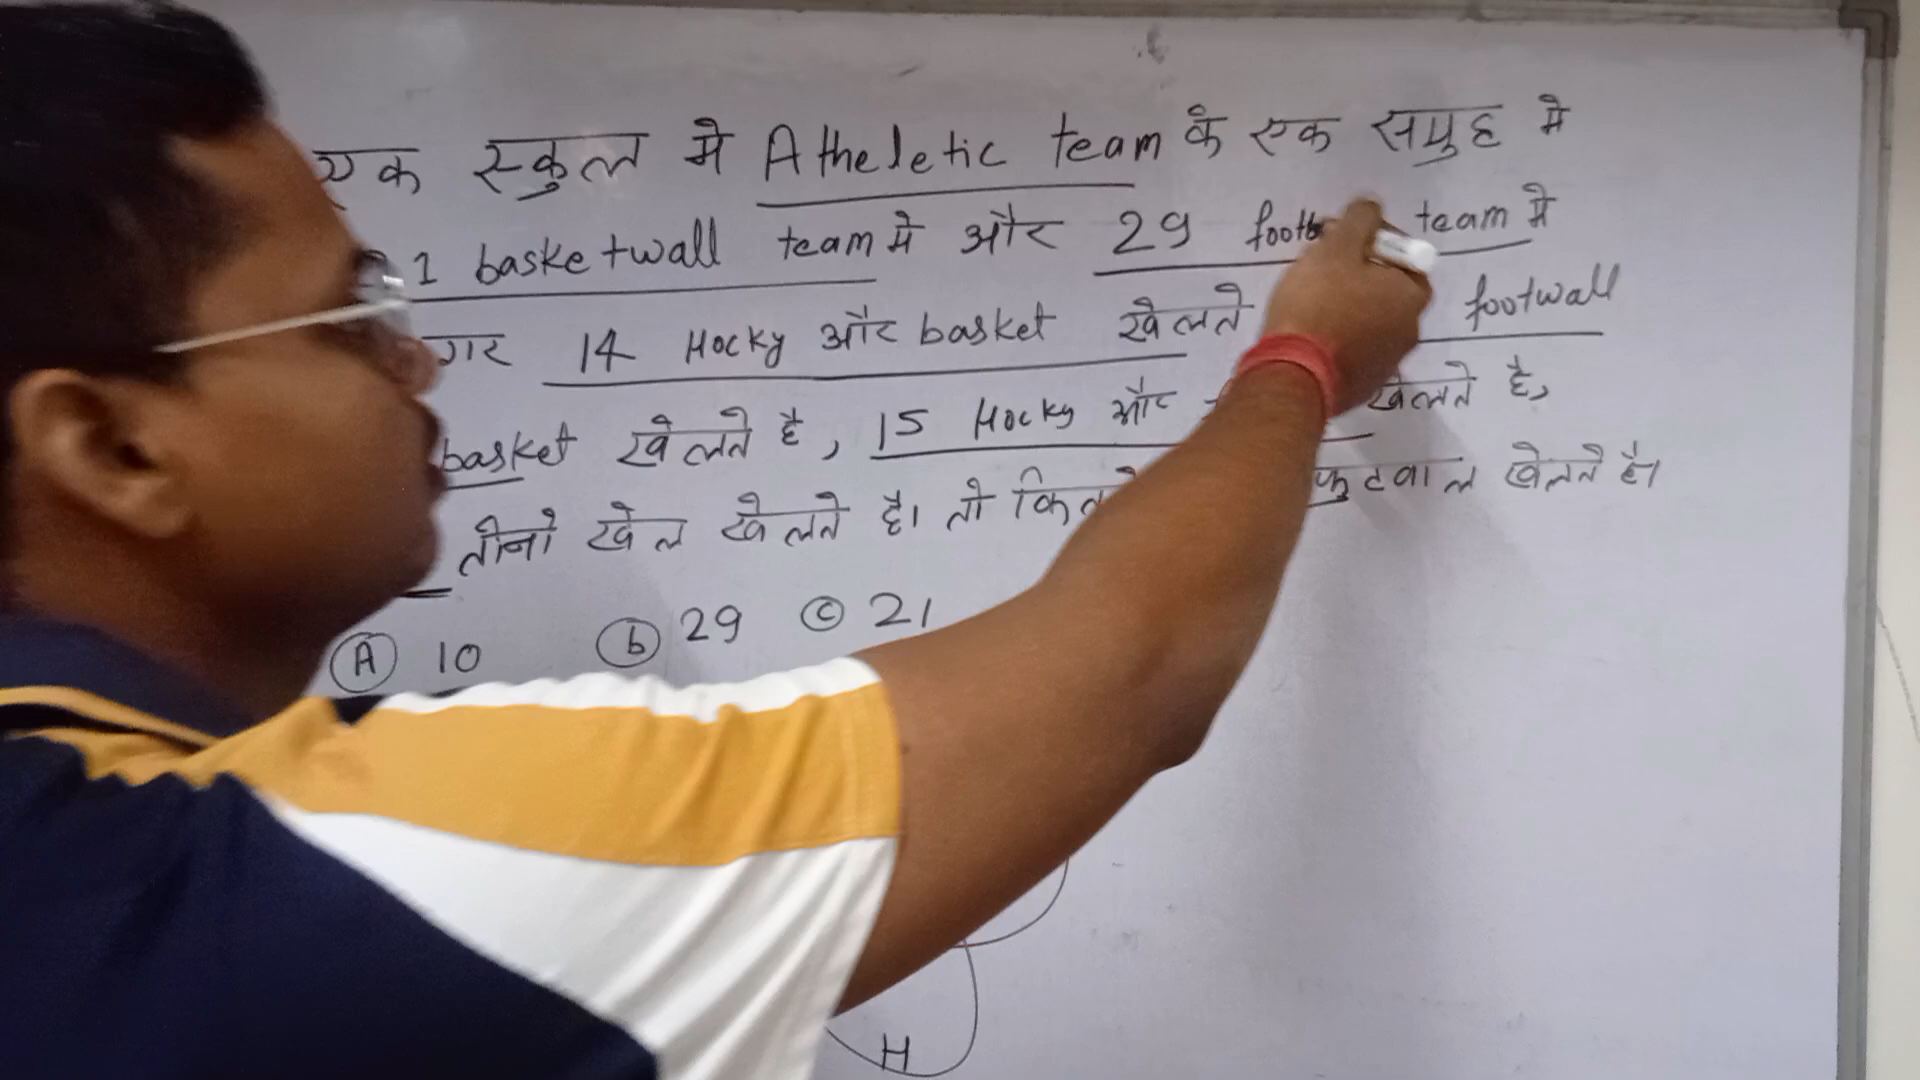 एक स्कुल मे Atheletic team के एक समुह मे
1 basketwall team मे और 29 footb team मे
गर 14 Hocky और basket खेलते footwall
basket खेलते है, 15 Hocky और खेलते है,
तीनो खेल खेलते है। तो फुटवाल खेलते है।
(A) 10 (b) 29 (c) 21
H